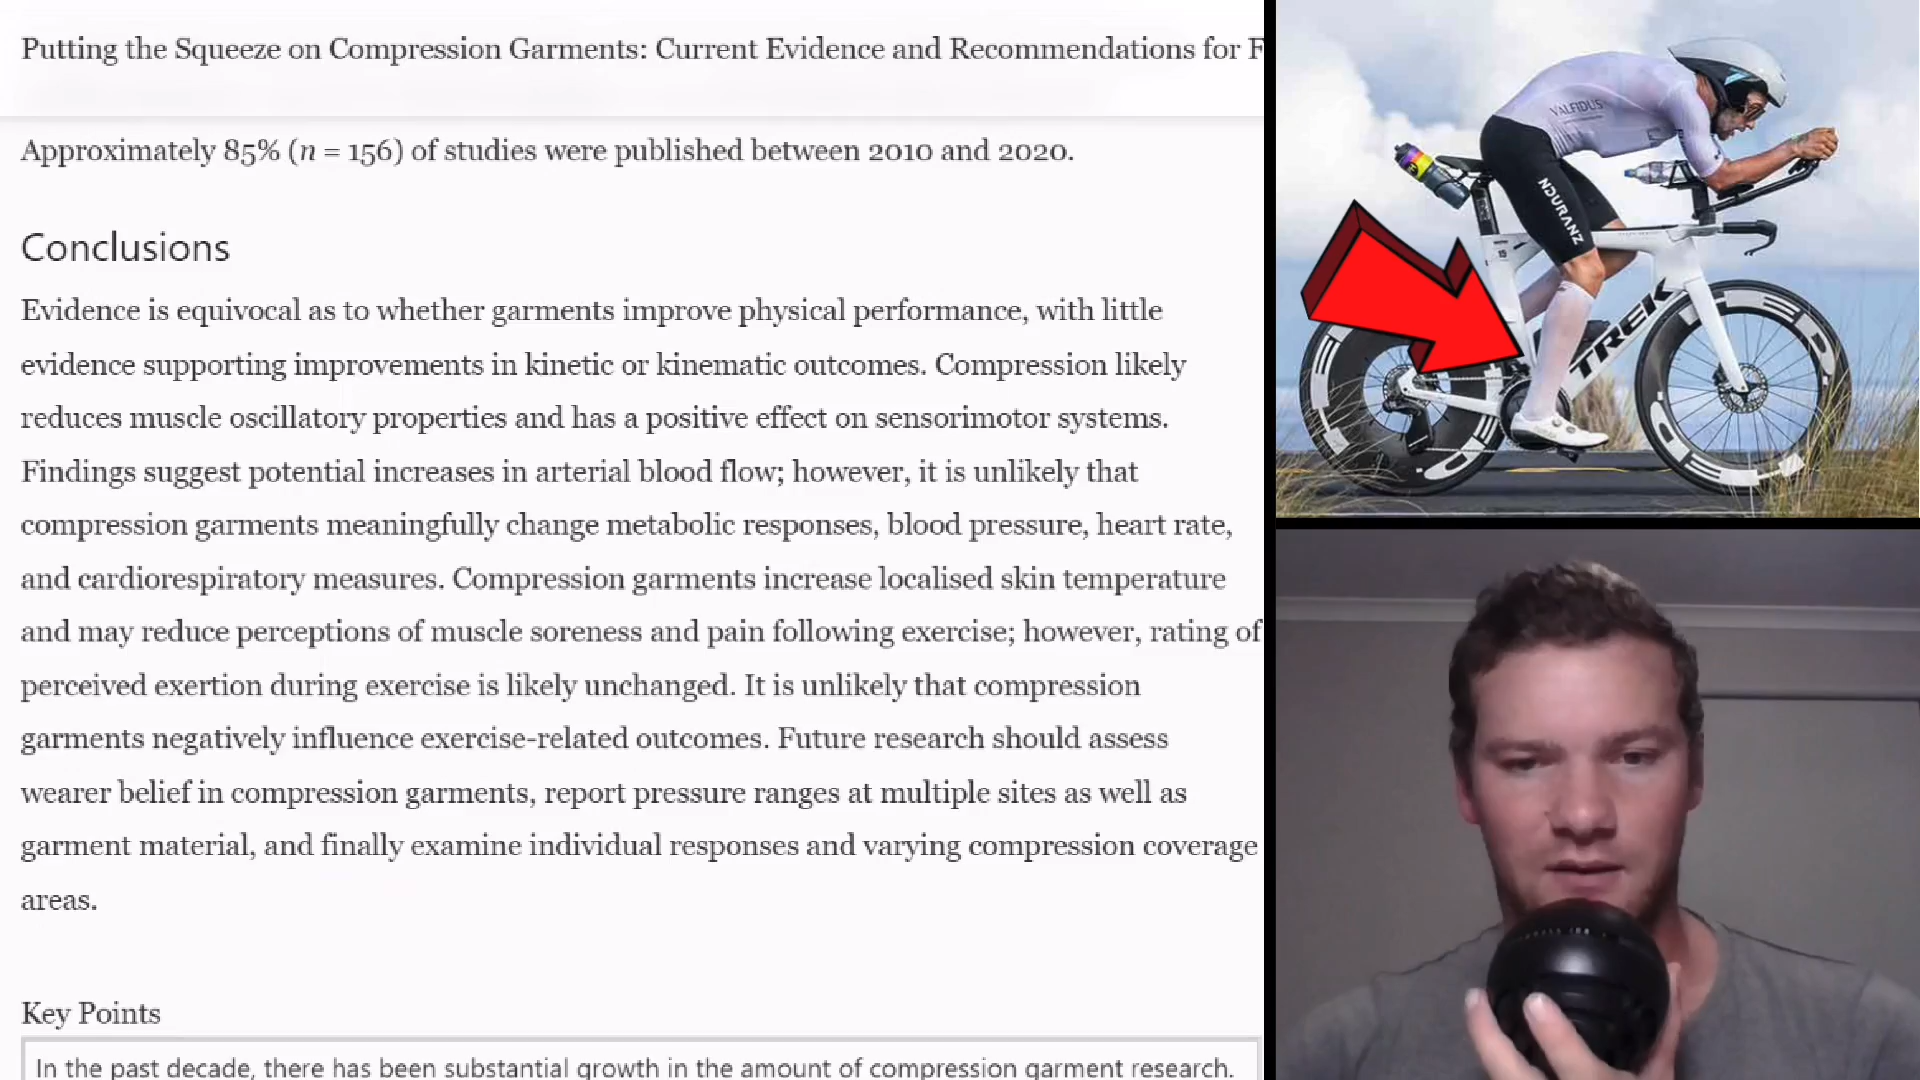 Putting the Squeeze on Compression Garments: Current Evidence and Recommendations for F
Approximately 85% (n = 156) of studies were published between 2010 and 2020.
Conclusions
Evidence is equivocal as to whether garments improve physical performance, with little
evidence supporting improvements in kinetic or kinematic outcomes. Compression likely
reduces muscle oscillatory properties and has a positive effect on sensorimotor systems.
Findings suggest potential increases in arterial blood flow; however, it is unlikely that
compression garments meaningfully change metabolic responses, blood pressure, heart rate,
and cardiorespiratory measures. Compression garments increase localised skin temperature
and may reduce perceptions of muscle soreness and pain following exercise; however, rating of
perceived exertion during exercise is likely unchanged. It is unlikely that compression
garments negatively influence exercise-related outcomes. Future research should assess
wearer belief in compression garments, report pressure ranges at multiple sites as well as
garment material, and finally examine individual responses and varying compression coverage
areas.
Key Points
In the past decade, there has been substantial growth in the amount of compression garment research.
VALFIDUS
NDURANZ
TREK